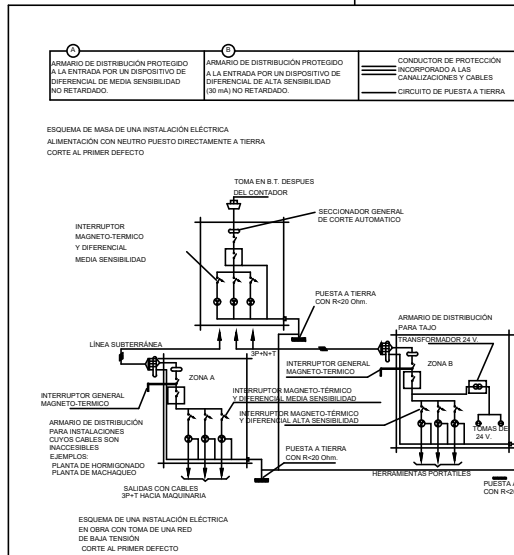 A
ARMARIO DE DISTRIBUCIÓN PROTEGIDO
A LA ENTRADA POR UN DISPOSITIVO DE
DIFERENCIAL DE MEDIA SENSIBILIDAD
NO RETARDADO.
B
ARMARIO DE DISTRIBUCIÓN PROTEGIDO
A LA ENTRADA POR UN DISPOSITIVO DE
DIFERENCIAL DE ALTA SENSIBILIDAD
(30 mA) NO RETARDADO.
CONDUCTOR DE PROTECCIÓN
INCORPORADO A LAS
CANALIZACIONES Y CABLES
CIRCUITO DE PUESTA A TIERRA
ESQUEMA DE MASA DE UNA INSTALACIÓN ELÉCTRICA
ALIMENTACIÓN CON NEUTRO PUESTO DIRECTAMENTE A TIERRA
CORTE AL PRIMER DEFECTO
TOMA EN B.T. DESPUES
DEL CONTADOR
SECCIONADOR GENERAL
DE CORTE AUTOMATICO
INTERRUPTOR
MAGNETO-TERMICO
Y DIFERENCIAL
MEDIA SENSIBILIDAD
PUESTA A TIERRA
CON R<20 Ohm.
ARMARIO DE DISTRIBUCIÓN
PARA TAJO
TRANSFORMADOR 24 V.
LÍNEA SUBTERRÁNEA
3P+N+T
INTERRUPTOR GENERAL
MAGNETO-TERMICO
ZONA B
ZONA A
INTERRUPTOR GENERAL
MAGNETO-TERMICO
INTERRUPTOR MAGNETO-TÉRMICO
Y DIFERENCIAL MEDIA SENSIBILIDAD
INTERRUPTOR MAGNETO-TÉRMICO
Y DIFERENCIAL ALTA SENSIBILIDAD
TOMAS DE
24 V.
ARMARIO DE DISTRIBUCIÓN
PARA INSTALACIONES
CUYOS CABLES SON
INACCESIBLES
EJEMPLOS:
PLANTA DE HORMIGONADO
PLANTA DE MACHAQUEO
PUESTA A TIERRA
CON R<20 Ohm.
HERRAMIENTAS PORTATILES
SALIDAS CON CABLES
3P+T HACIA MAQUINARIA
PUESTA A
CON R<20
ESQUEMA DE UNA INSTALACIÓN ELÉCTRICA
EN OBRA CON TOMA DE UNA RED
DE BAJA TENSIÓN
CORTE AL PRIMER DEFECTO